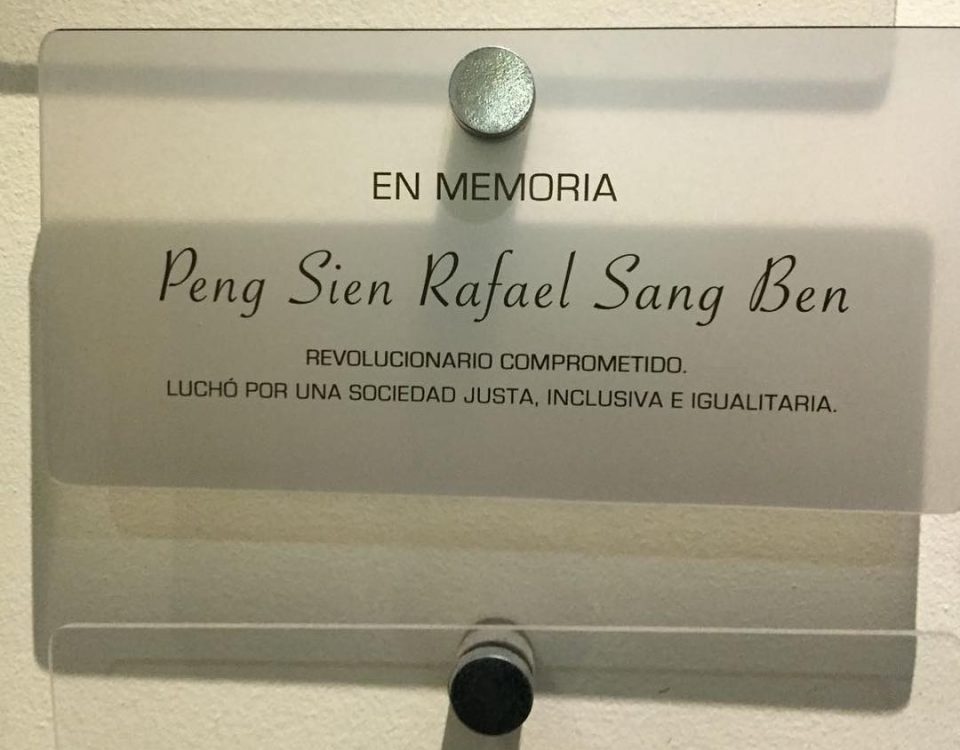 EN MEMORIA
Peng Sien Rafael Sang Ben
REVOLUCIONARIO COMPROMETIDO.
LUCHÓ POR UNA SOCIEDAD JUSTA, INCLUSIVA E IGUALITARIA.